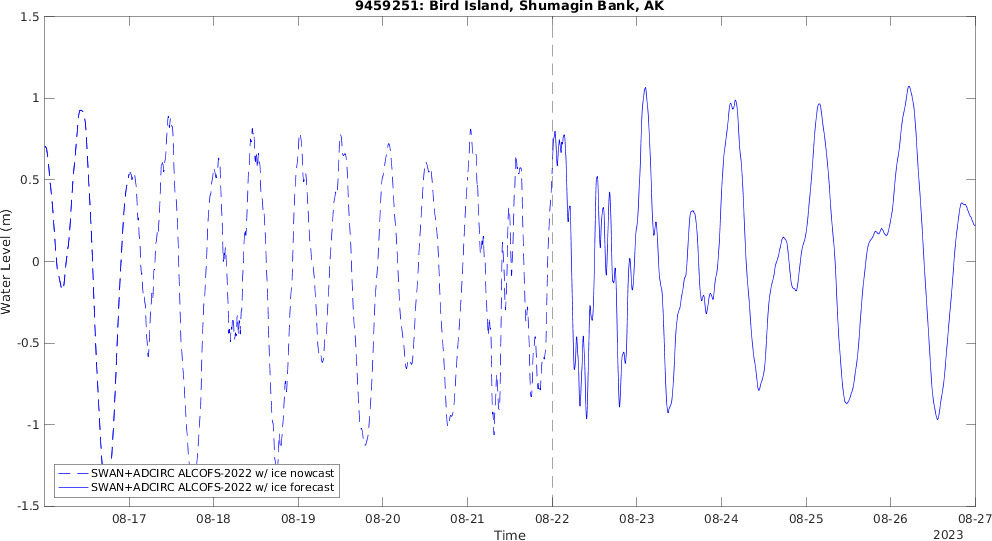 9459251: Bird Island, Shumagin Bank, AK
1.5
1
0.5
0
-0.5
-1
-1.5
Water Level (m)
SWAN+ADCIRC ALCOFS-2022 w/ ice nowcast
SWAN+ADCIRC ALCOFS-2022 w/ ice forecast
08-17 08-18 08-19 08-20 08-21 08-22 08-23 08-24 08-25 08-26 08-27
Time
2023